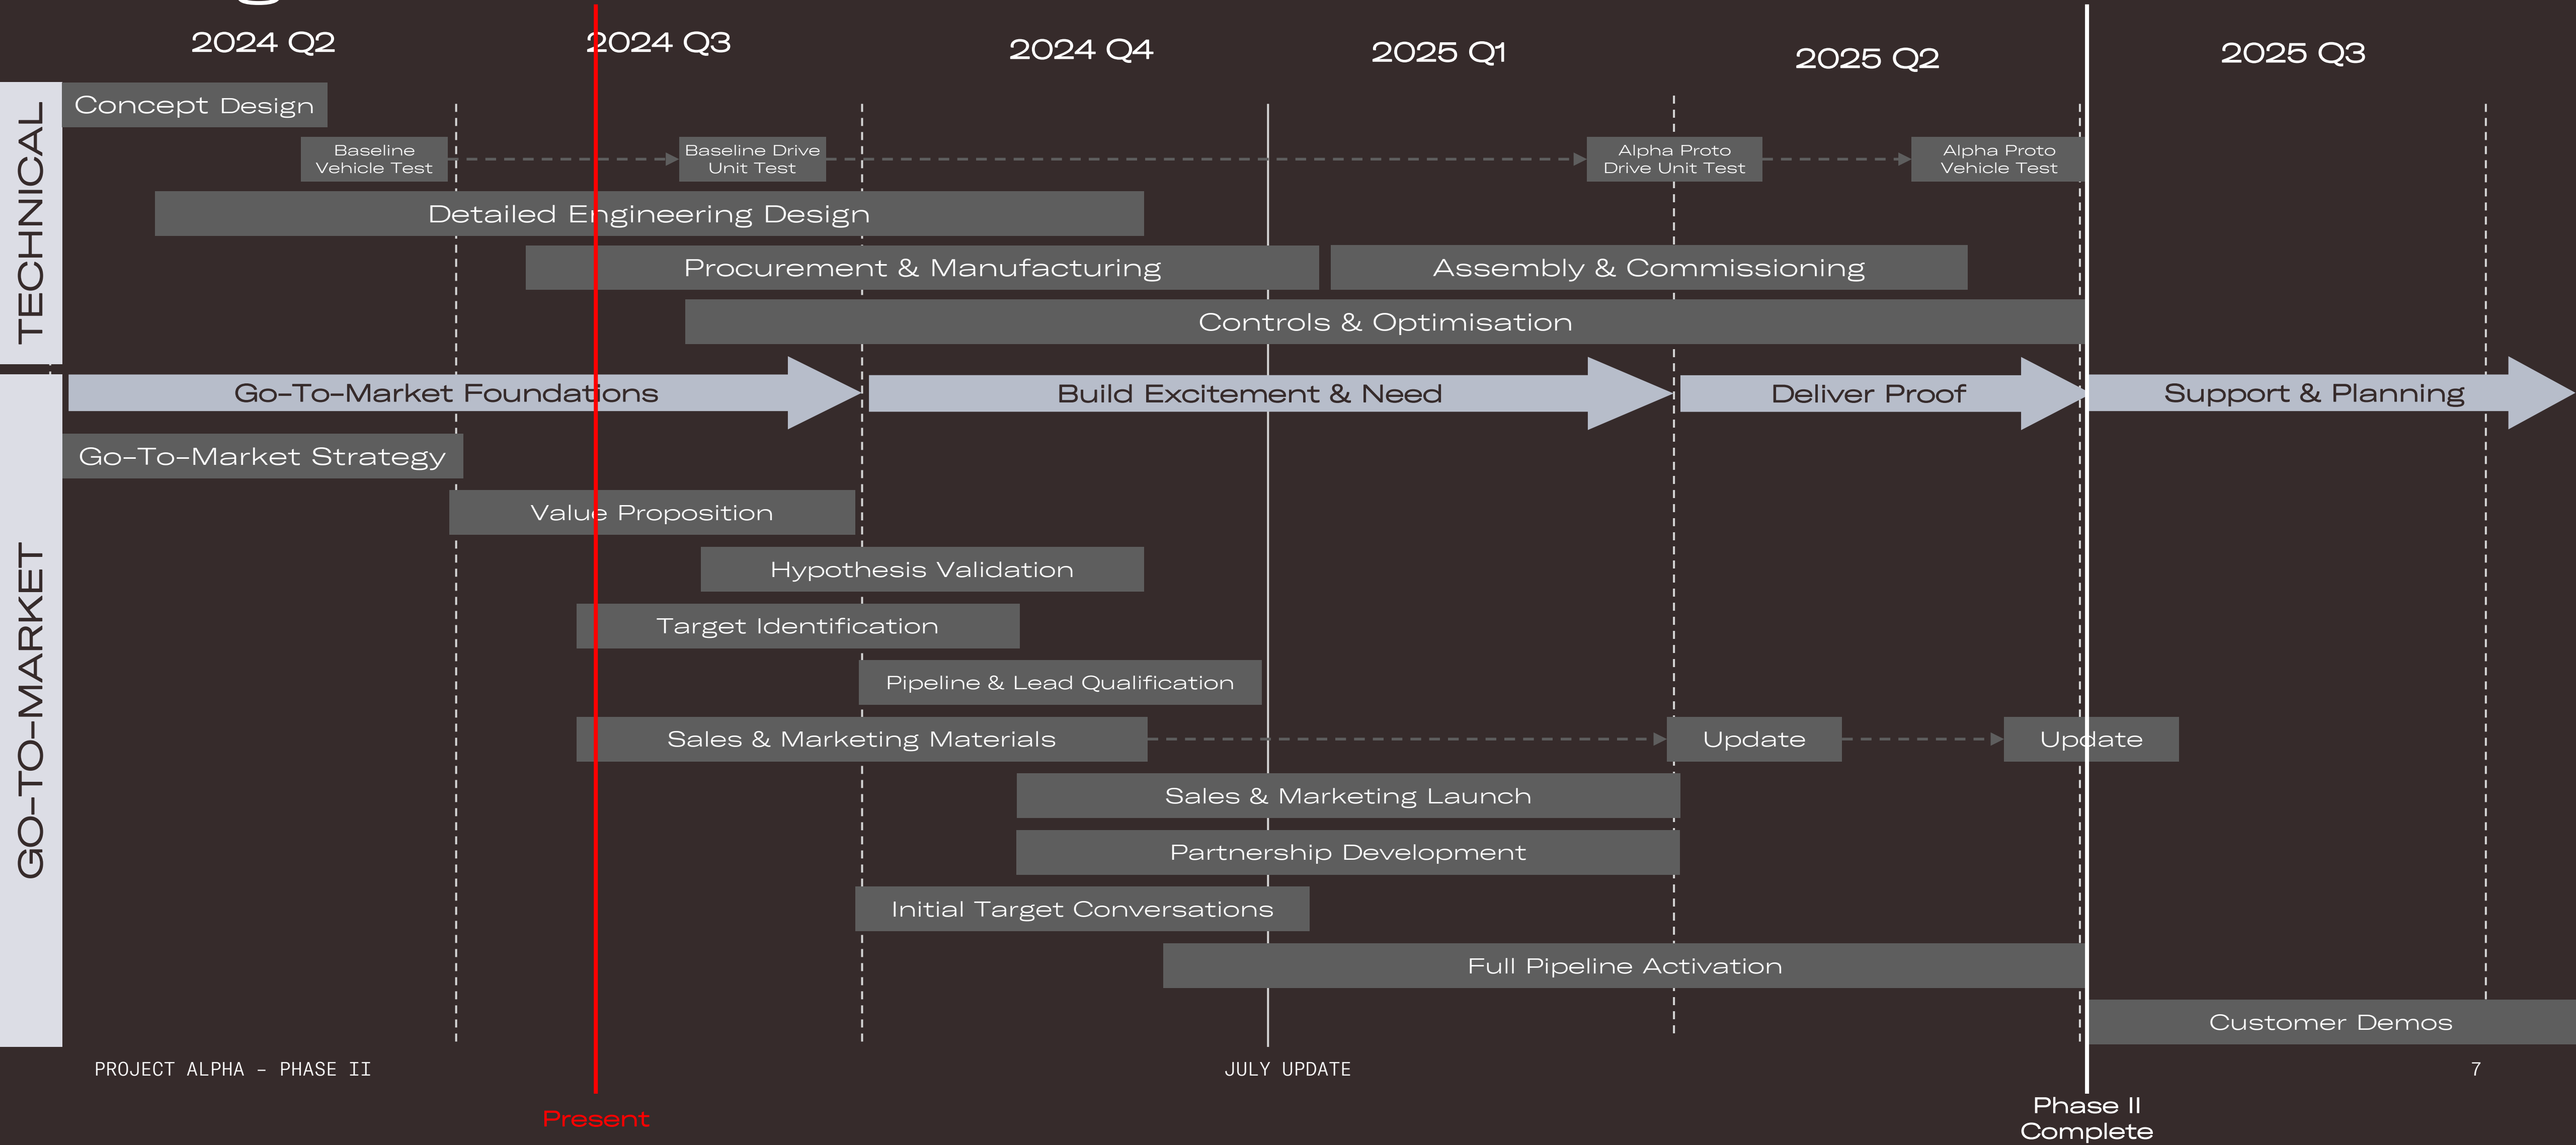 2024 Q2
2024 Q3
2024 Q4
2025 Q1
2025 Q2
2025 Q3
TECHNICAL
Concept Design
Baseline
Vehicle Test
Baseline Drive
Unit Test
Alpha Proto
Drive Unit Test
Alpha Proto
Vehicle Test
Detailed Engineering Design
Procurement & Manufacturing
Assembly & Commissioning
Controls & Optimisation
Go-To-Market Foundations
Build Excitement & Need
Deliver Proof
Support & Planning
GO-TO-MARKET
Go-To-Market Strategy
Value Proposition
Hypothesis Validation
Target Identification
Pipeline & Lead Qualification
Sales & Marketing Materials
Update
Update
Sales & Marketing Launch
Partnership Development
Initial Target Conversations
Full Pipeline Activation
Customer Demos
PROJECT ALPHA – PHASE II
JULY UPDATE
7
Present
Phase II
Complete